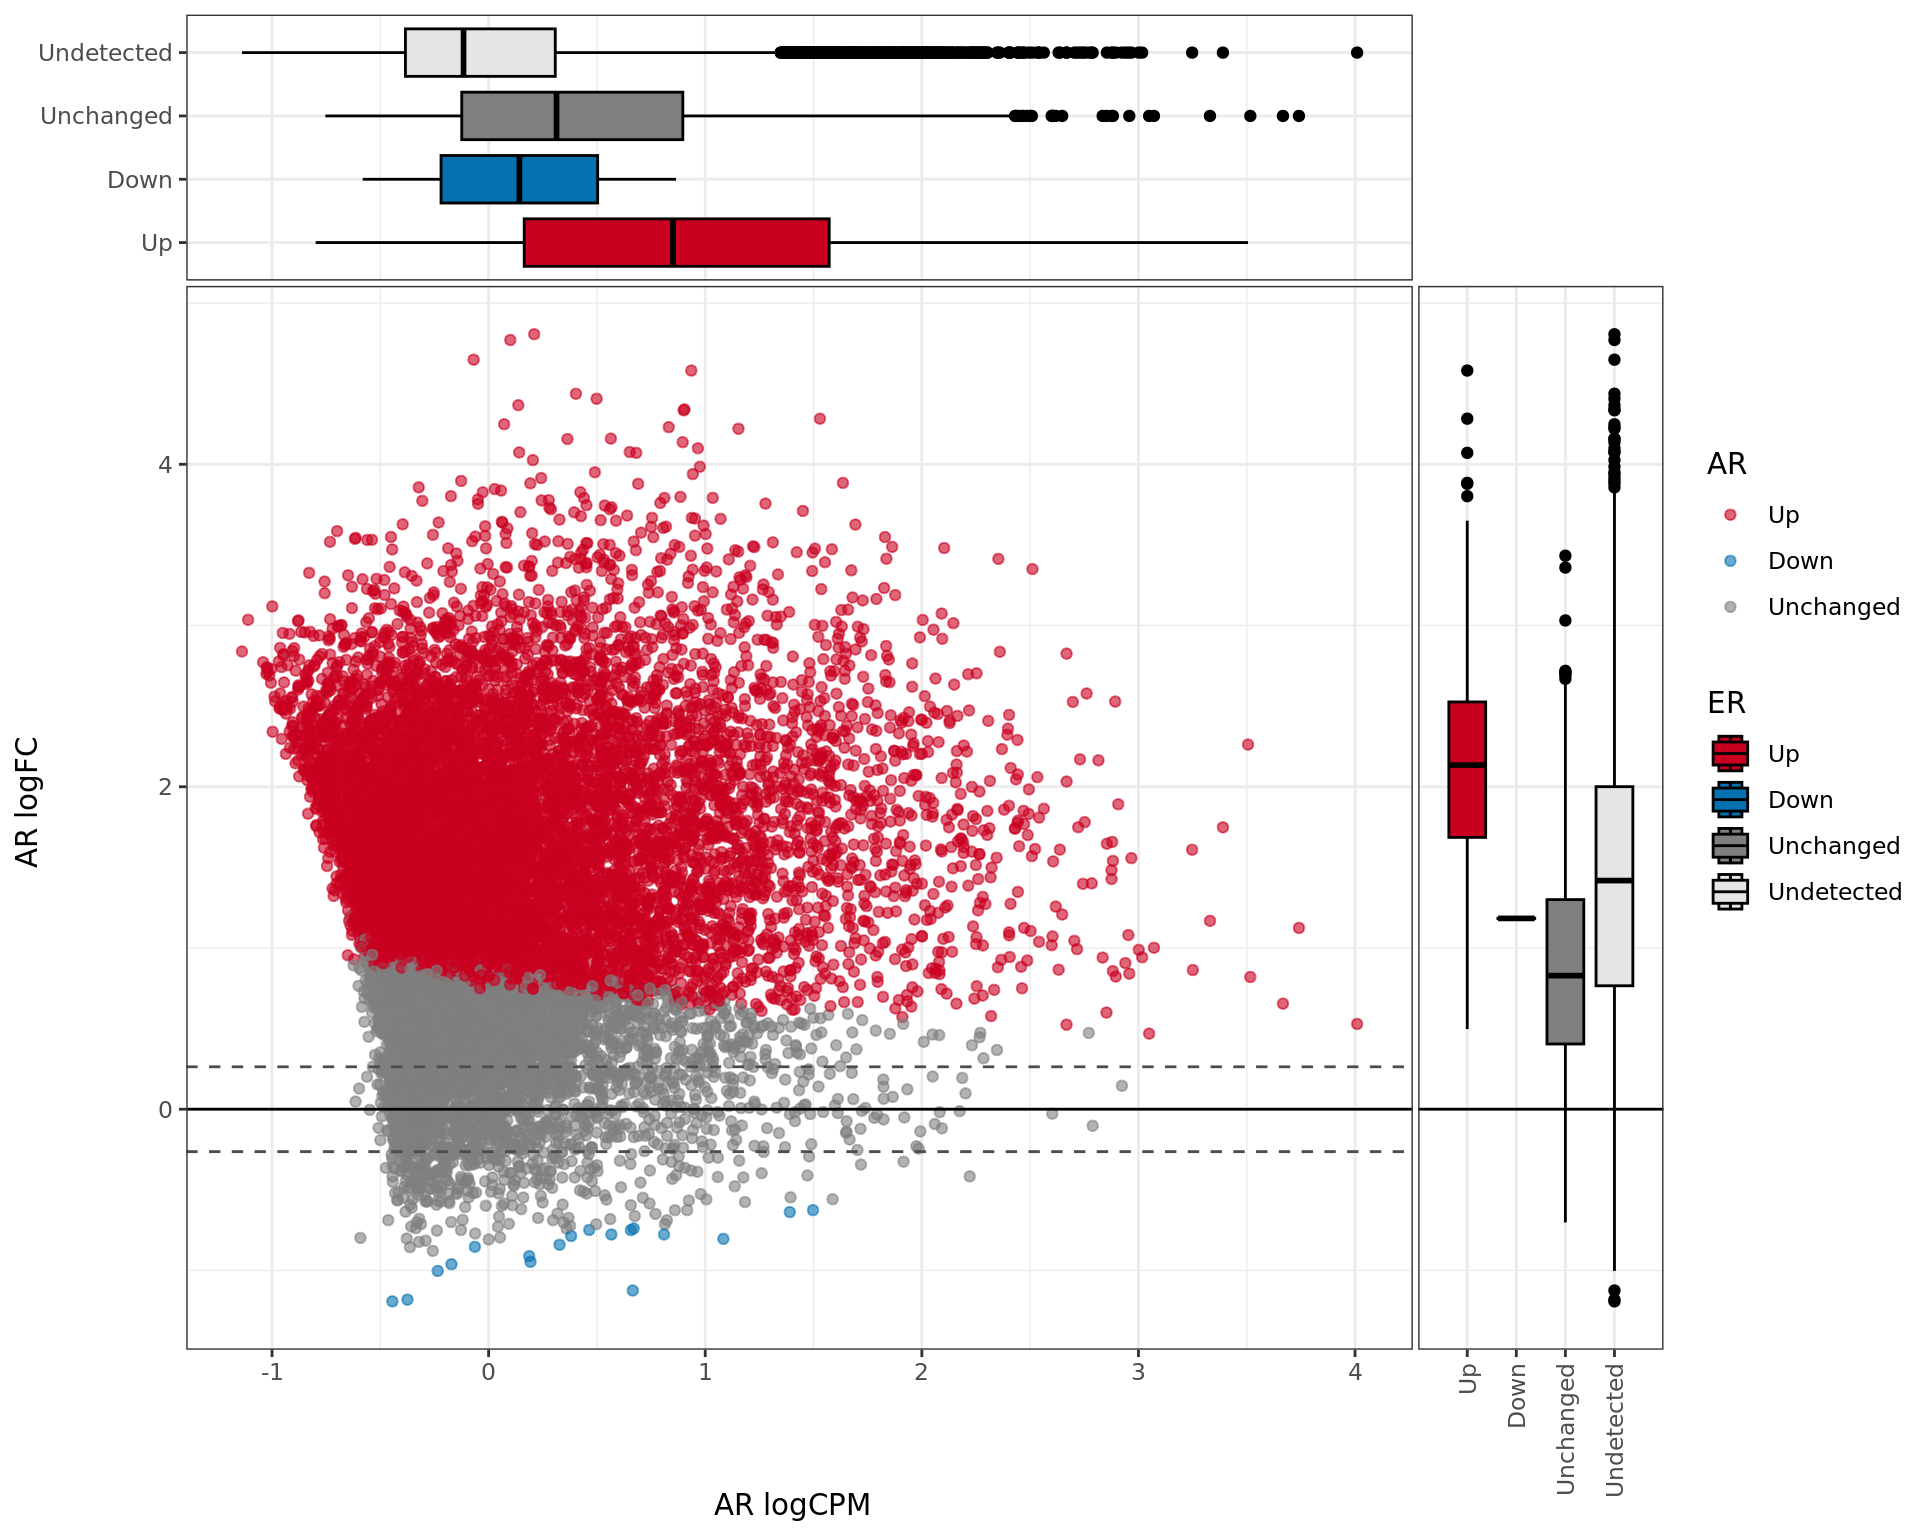 Undetected
Unchanged
Down
Up
4
2
0
-1
0
1
2
3
4
AR logFC
AR logCPM
Up
Down
Unchanged
Undetected
AR
Up
Down
Unchanged
ER
Up
Down
Unchanged
Undetected